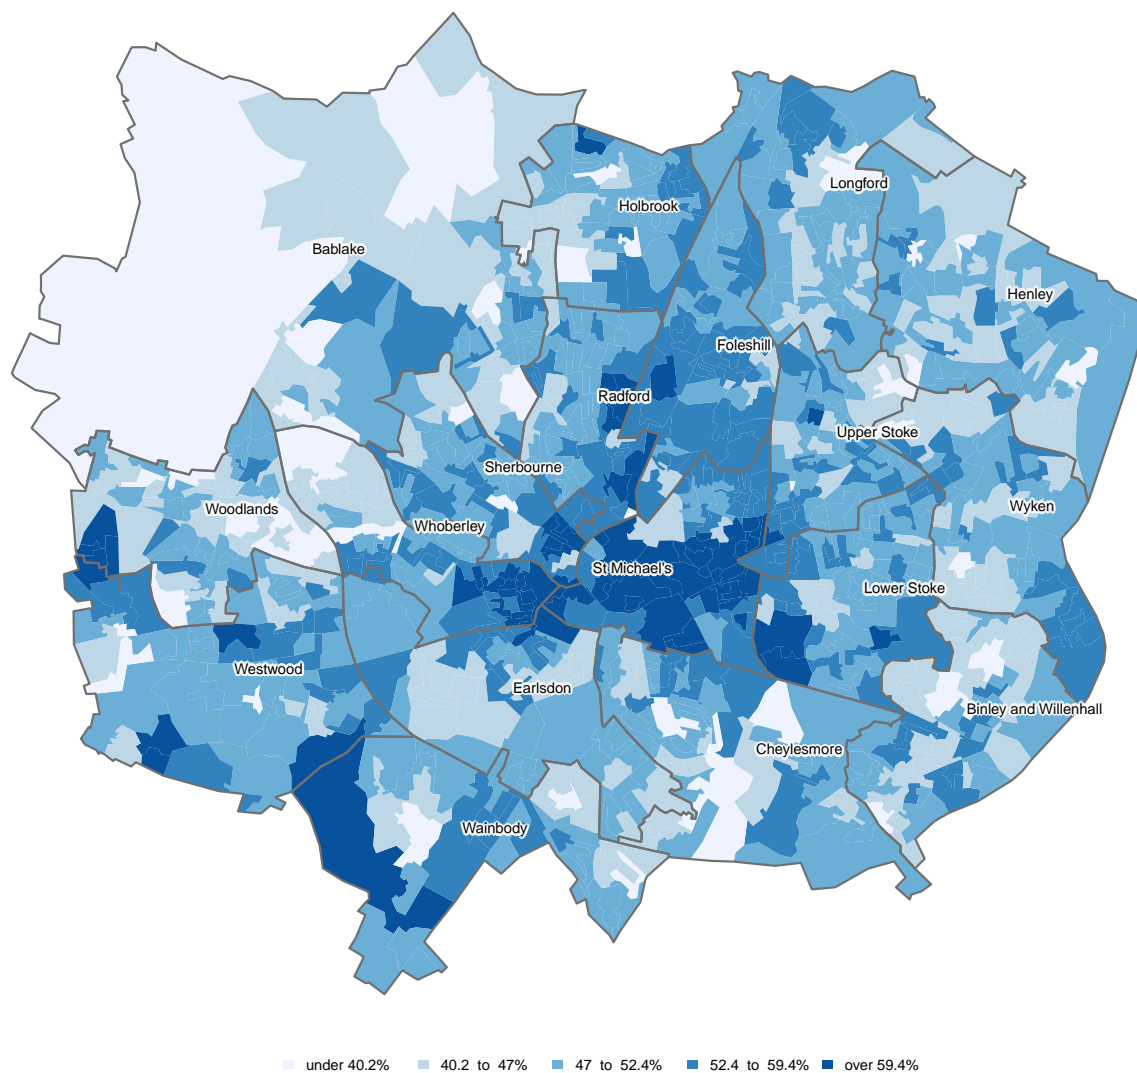 Longford
Holbrook
Bablake
Henley
Foleshill
Radford
Upper Stoke
Sherbourne
Woodlands
Wyken
Whoberley
St Michael's
Lower Stoke
Westwood
Earlsdon
Binley and Willenhall
Cheylesmore
Wainbody
under 40.2% 40.2 to 47% 47 to 52.4% 52.4 to 59.4% over 59.4%